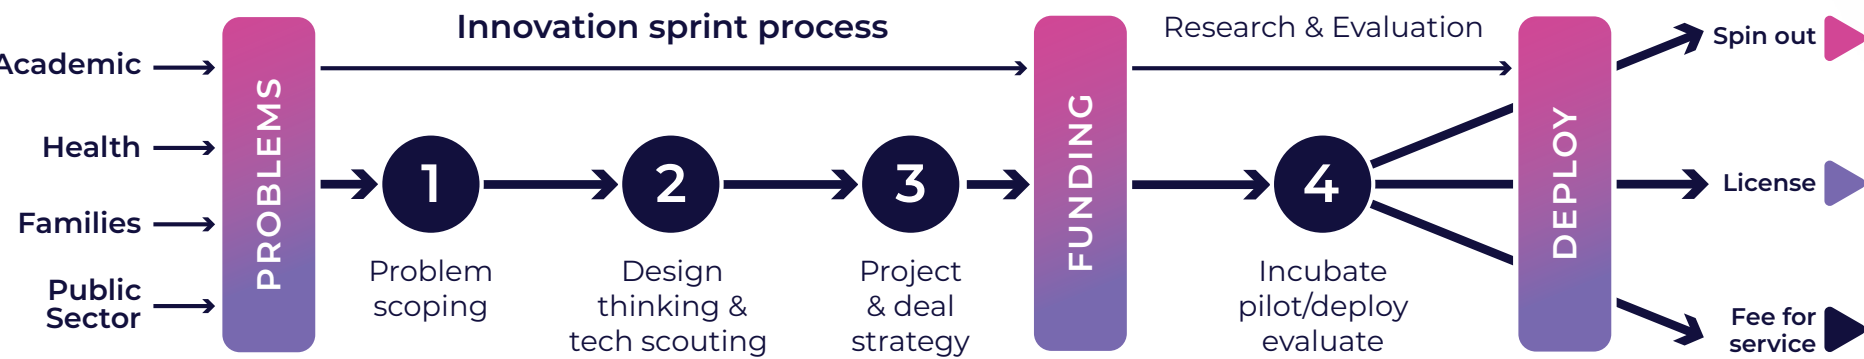 Innovation sprint process
Research & Evaluation
Academic
Health
Families
Public
Sector
PROBLEMS
1
Problem
scoping
2
Design
thinking &
tech scouting
3
Project
& deal
strategy
FUNDING
4
Incubate
pilot/deploy
evaluate
DEPLOY
Spin out
License
Fee for
service